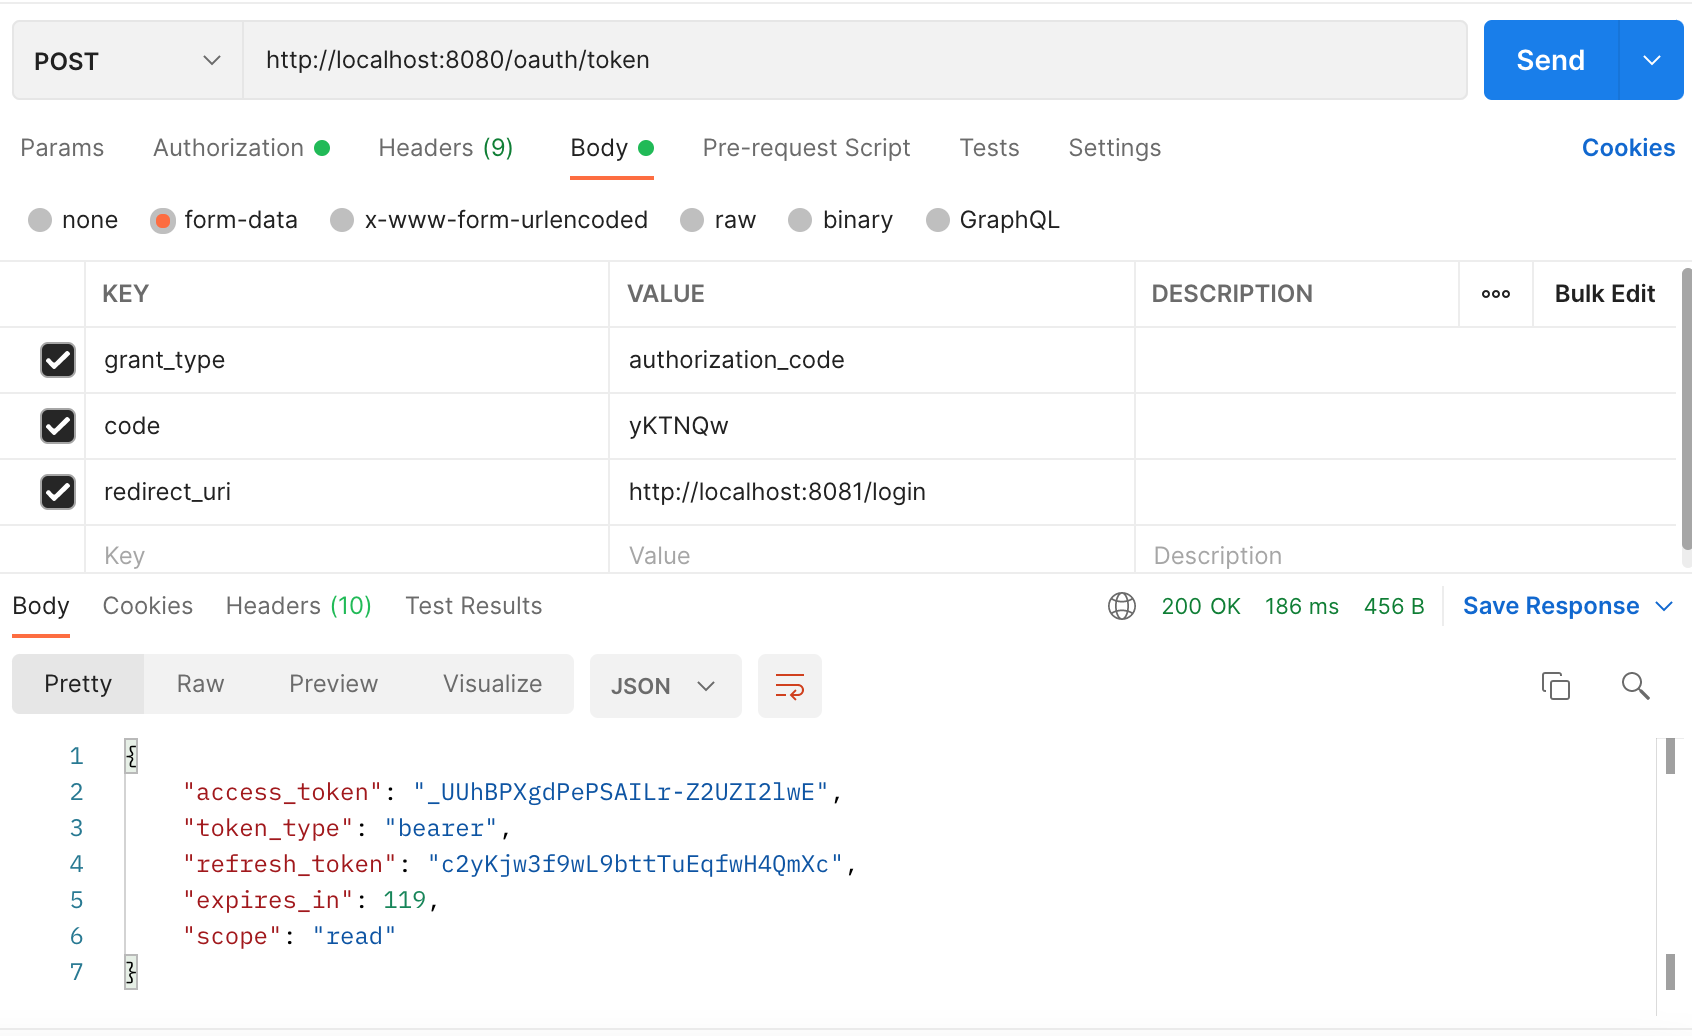 POST http://localhost:8080/oauth/token Send
Params Authorization Headers (9) Body Pre-request Script Tests Settings Cookies
none form-data x-www-form-urlencoded raw binary GraphQL
KEY VALUE DESCRIPTION ooo Bulk Edit
grant_type authorization_code
code yKTNQw
redirect_uri http://localhost:8081/login
Key Value Description
Body Cookies Headers (10) Test Results 200 OK 186 ms 456 B Save Response
Pretty Raw Preview Visualize JSON
1 {
2 "access_token": "_UUhBPXgdPePSAILr-Z2UZI2lwE",
3 "token_type": "bearer",
4 "refresh_token": "c2yKjw3f9wL9bttTuEqfwH4QmXc",
5 "expires_in": 119,
6 "scope": "read"
7 }